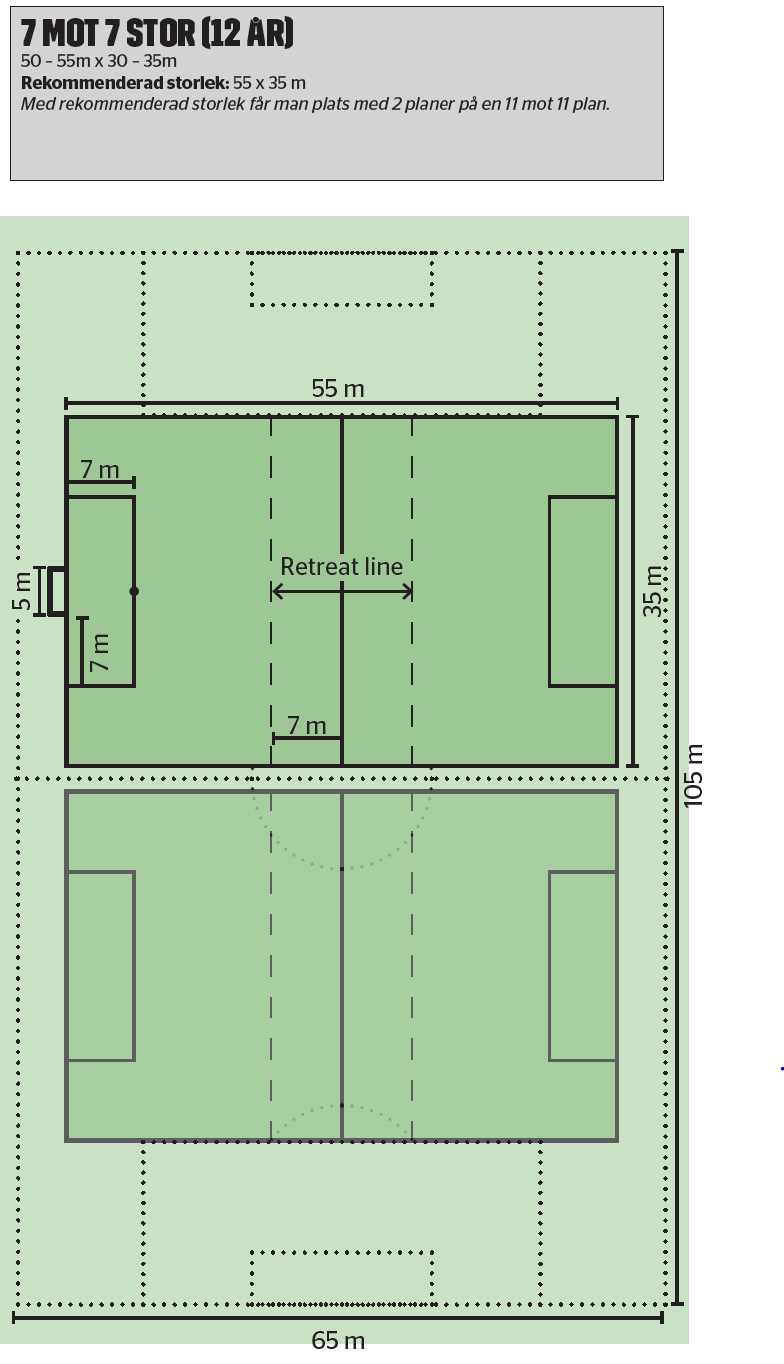 7 MOT 7 STOR (12 ÅR)
50 - 55m x 30 - 35m
Rekommenderad storlek: 55 x 35 m
Med rekommenderad storlek får man plats med 2 planer på en 11 mot 11 plan.
55 m
7 m
Retreat line
5 m
35 m
7 m
7 m
105 m
65 m